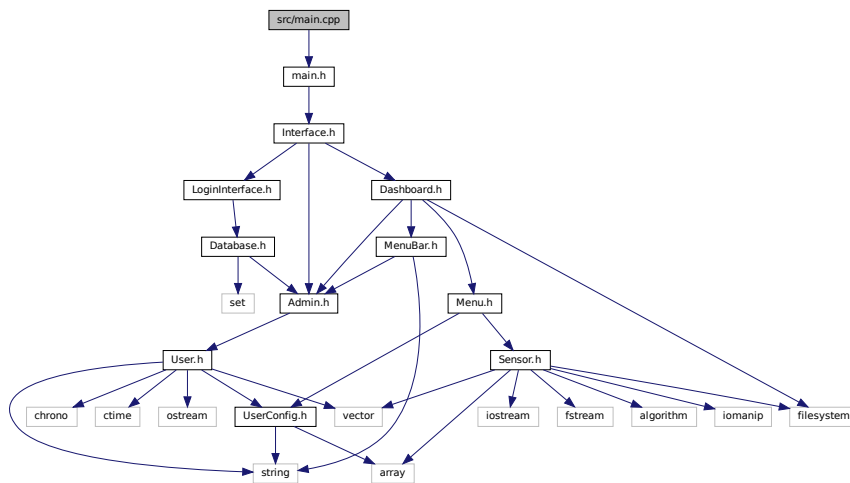 src/main.cpp
main.h
Interface.h
LoginInterface.h
Dashboard.h
Database.h
MenuBar.h
set
Admin.h
Menu.h
User.h
Sensor.h
chrono
ctime
ostream
UserConfig.h
vector
iostream
fstream
algorithm
iomanip
filesystem
string
array